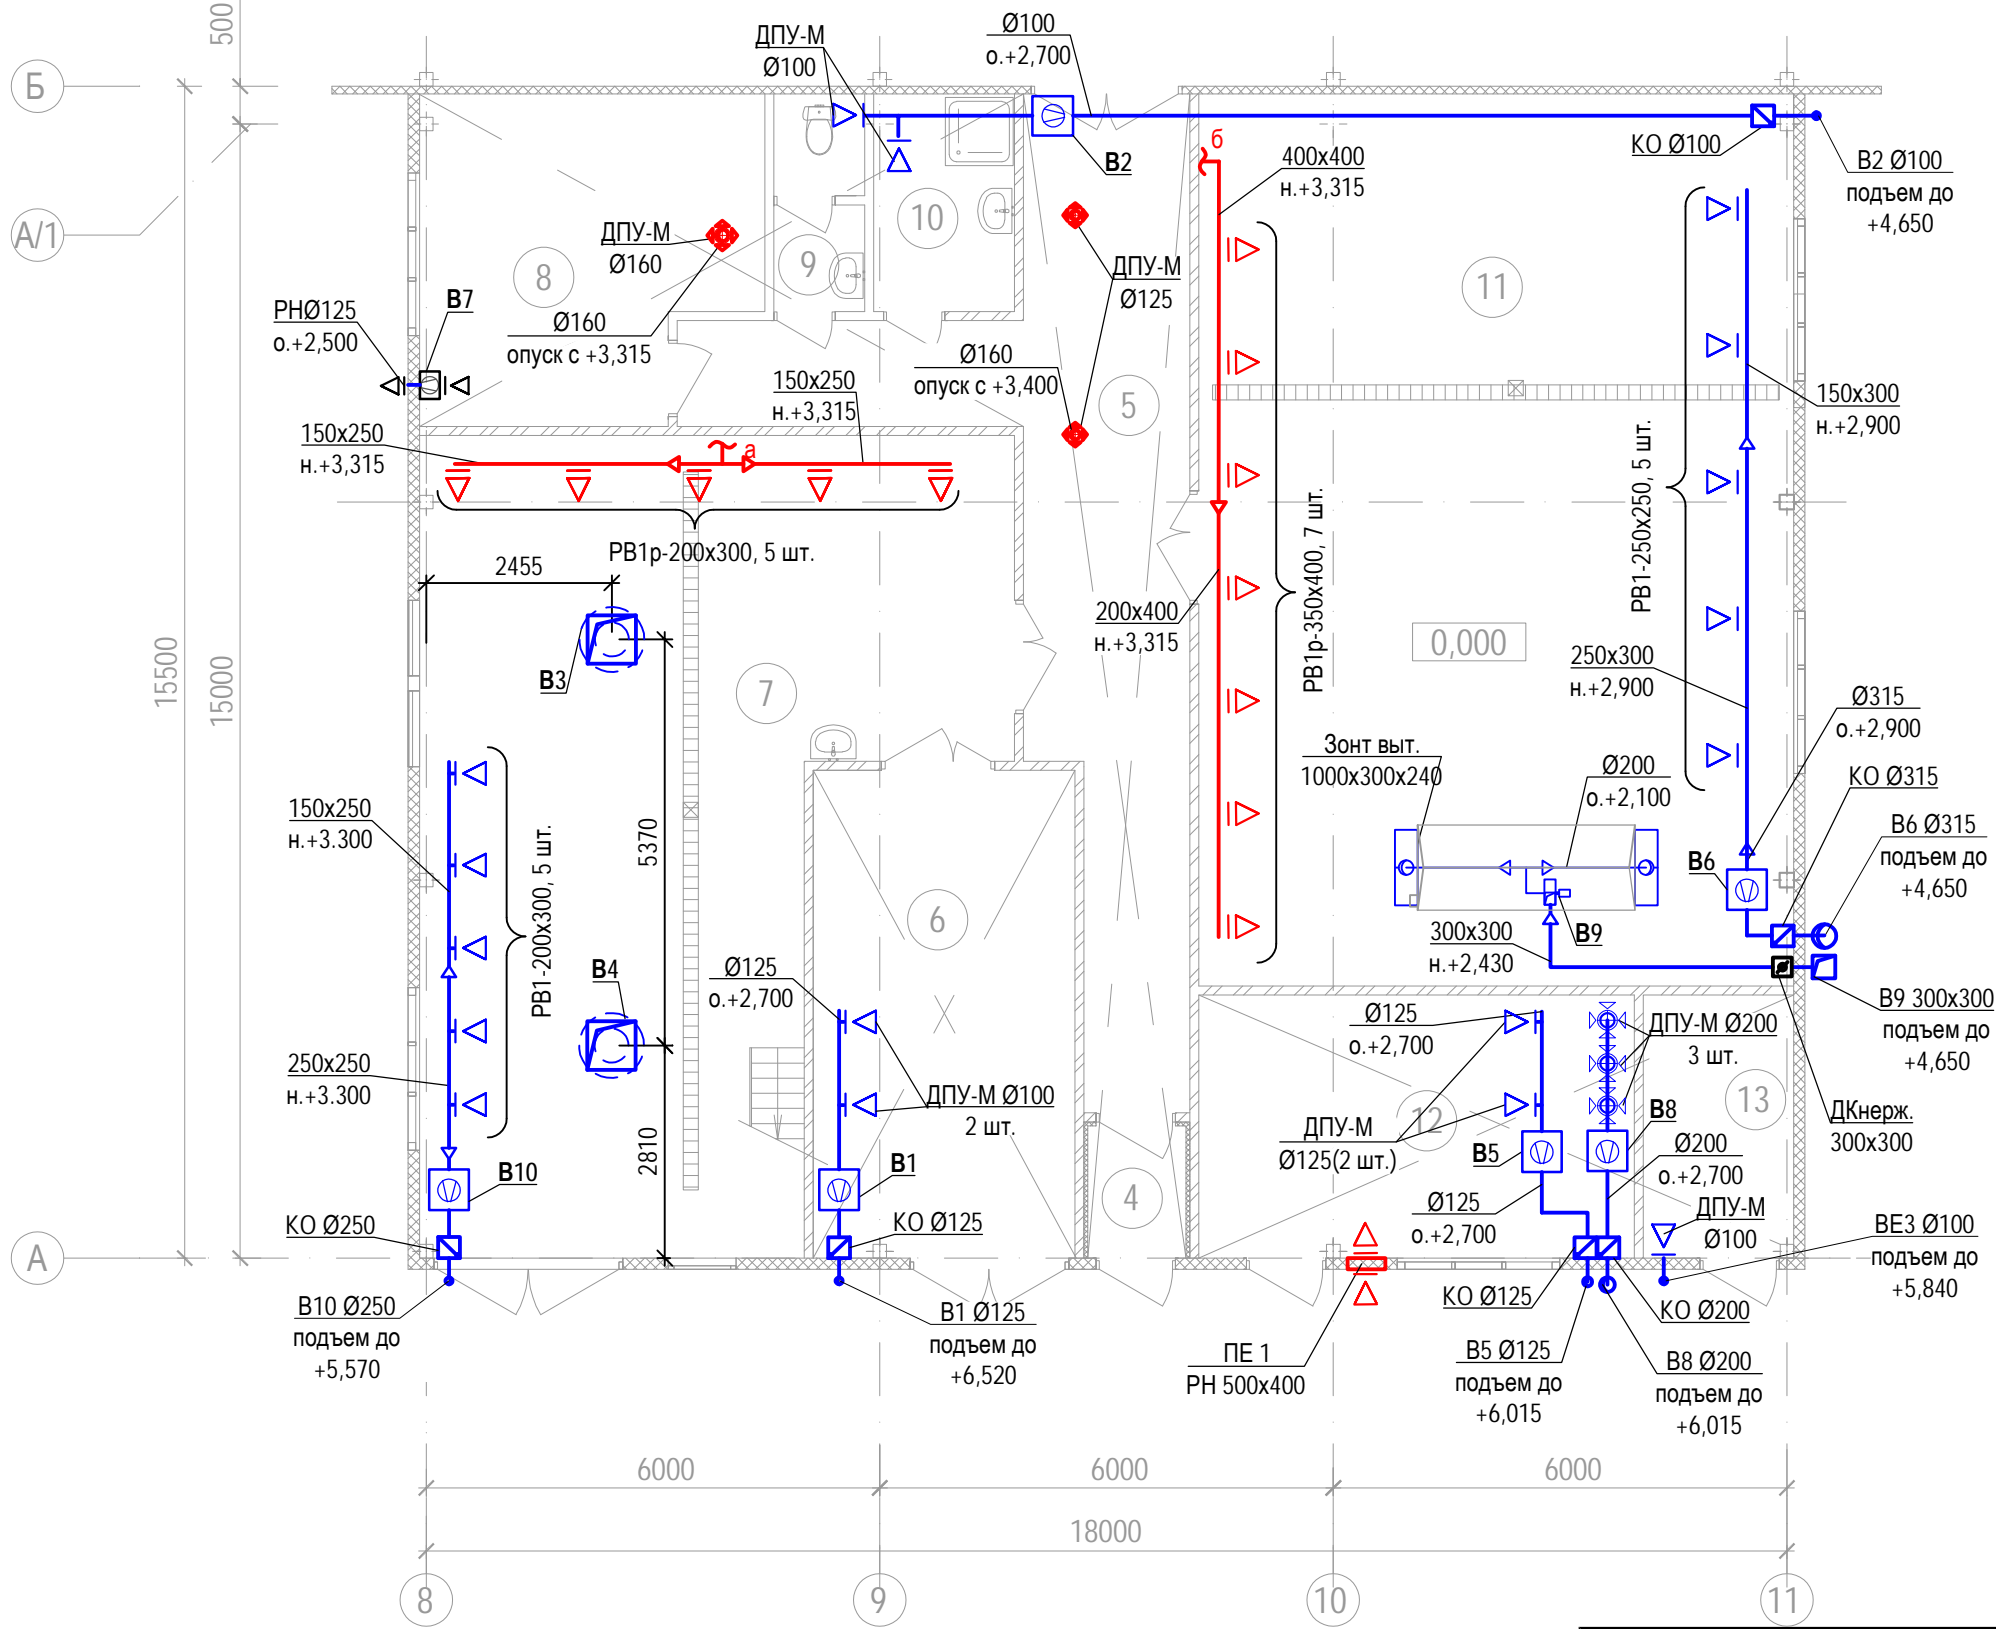 500
ДПУ-М
Ø100
Ø100
о.+2,700
Б
В2
КО Ø100
В2 Ø100
подъем до
+4,650
А/1
б
400х400
н.+3,315
10
ДПУ-М
Ø160
9
8
ДПУ-М
Ø125
11
РНØ125
о.+2,500
В7
Ø160
опуск с +3,315
Ø160
опуск с +3,400
5
150х250
н.+3,315
150х250
н.+3,315
а
150х300
н.+2,900
РВ1р-200х300, 5 шт.
2455
РВ1р-350х400, 7 шт.
РВ1-250х250, 5 шт.
200х400
н.+3,315
0,000
250х300
н.+2,900
15500
15000
В3
7
Ø315
о.+2,900
Зонт выт.
1000х300х240
Ø200
о.+2,100
КО Ø315
150х250
н.+3.300
РВ1-200х300, 5 шт.
5370
В6
В6 Ø315
подъем до
+4,650
6
300х300
н.+2,430
В9
В4
Ø125
о.+2,700
В9 300х300
подъем до
+4,650
Ø125
о.+2,700
ДПУ-М Ø200
3 шт.
250х250
н.+3.300
ДПУ-М Ø100
2 шт.
12
13
ДКнерж.
300х300
В8
ДПУ-М
Ø125(2 шт.)
В5
Ø200
о.+2,700
2810
В10
В1
4
Ø125
о.+2,700
ДПУ-М
Ø100
КО Ø250
КО Ø125
ВЕ3 Ø100
подъем до
+5,840
А
В10 Ø250
подъем до
+5,570
В1 Ø125
подъем до
+6,520
КО Ø125
КО Ø200
ПЕ 1
РН 500х400
В5 Ø125
подъем до
+6,015
В8 Ø200
подъем до
+6,015
6000
6000
6000
18000
8
9
10
11